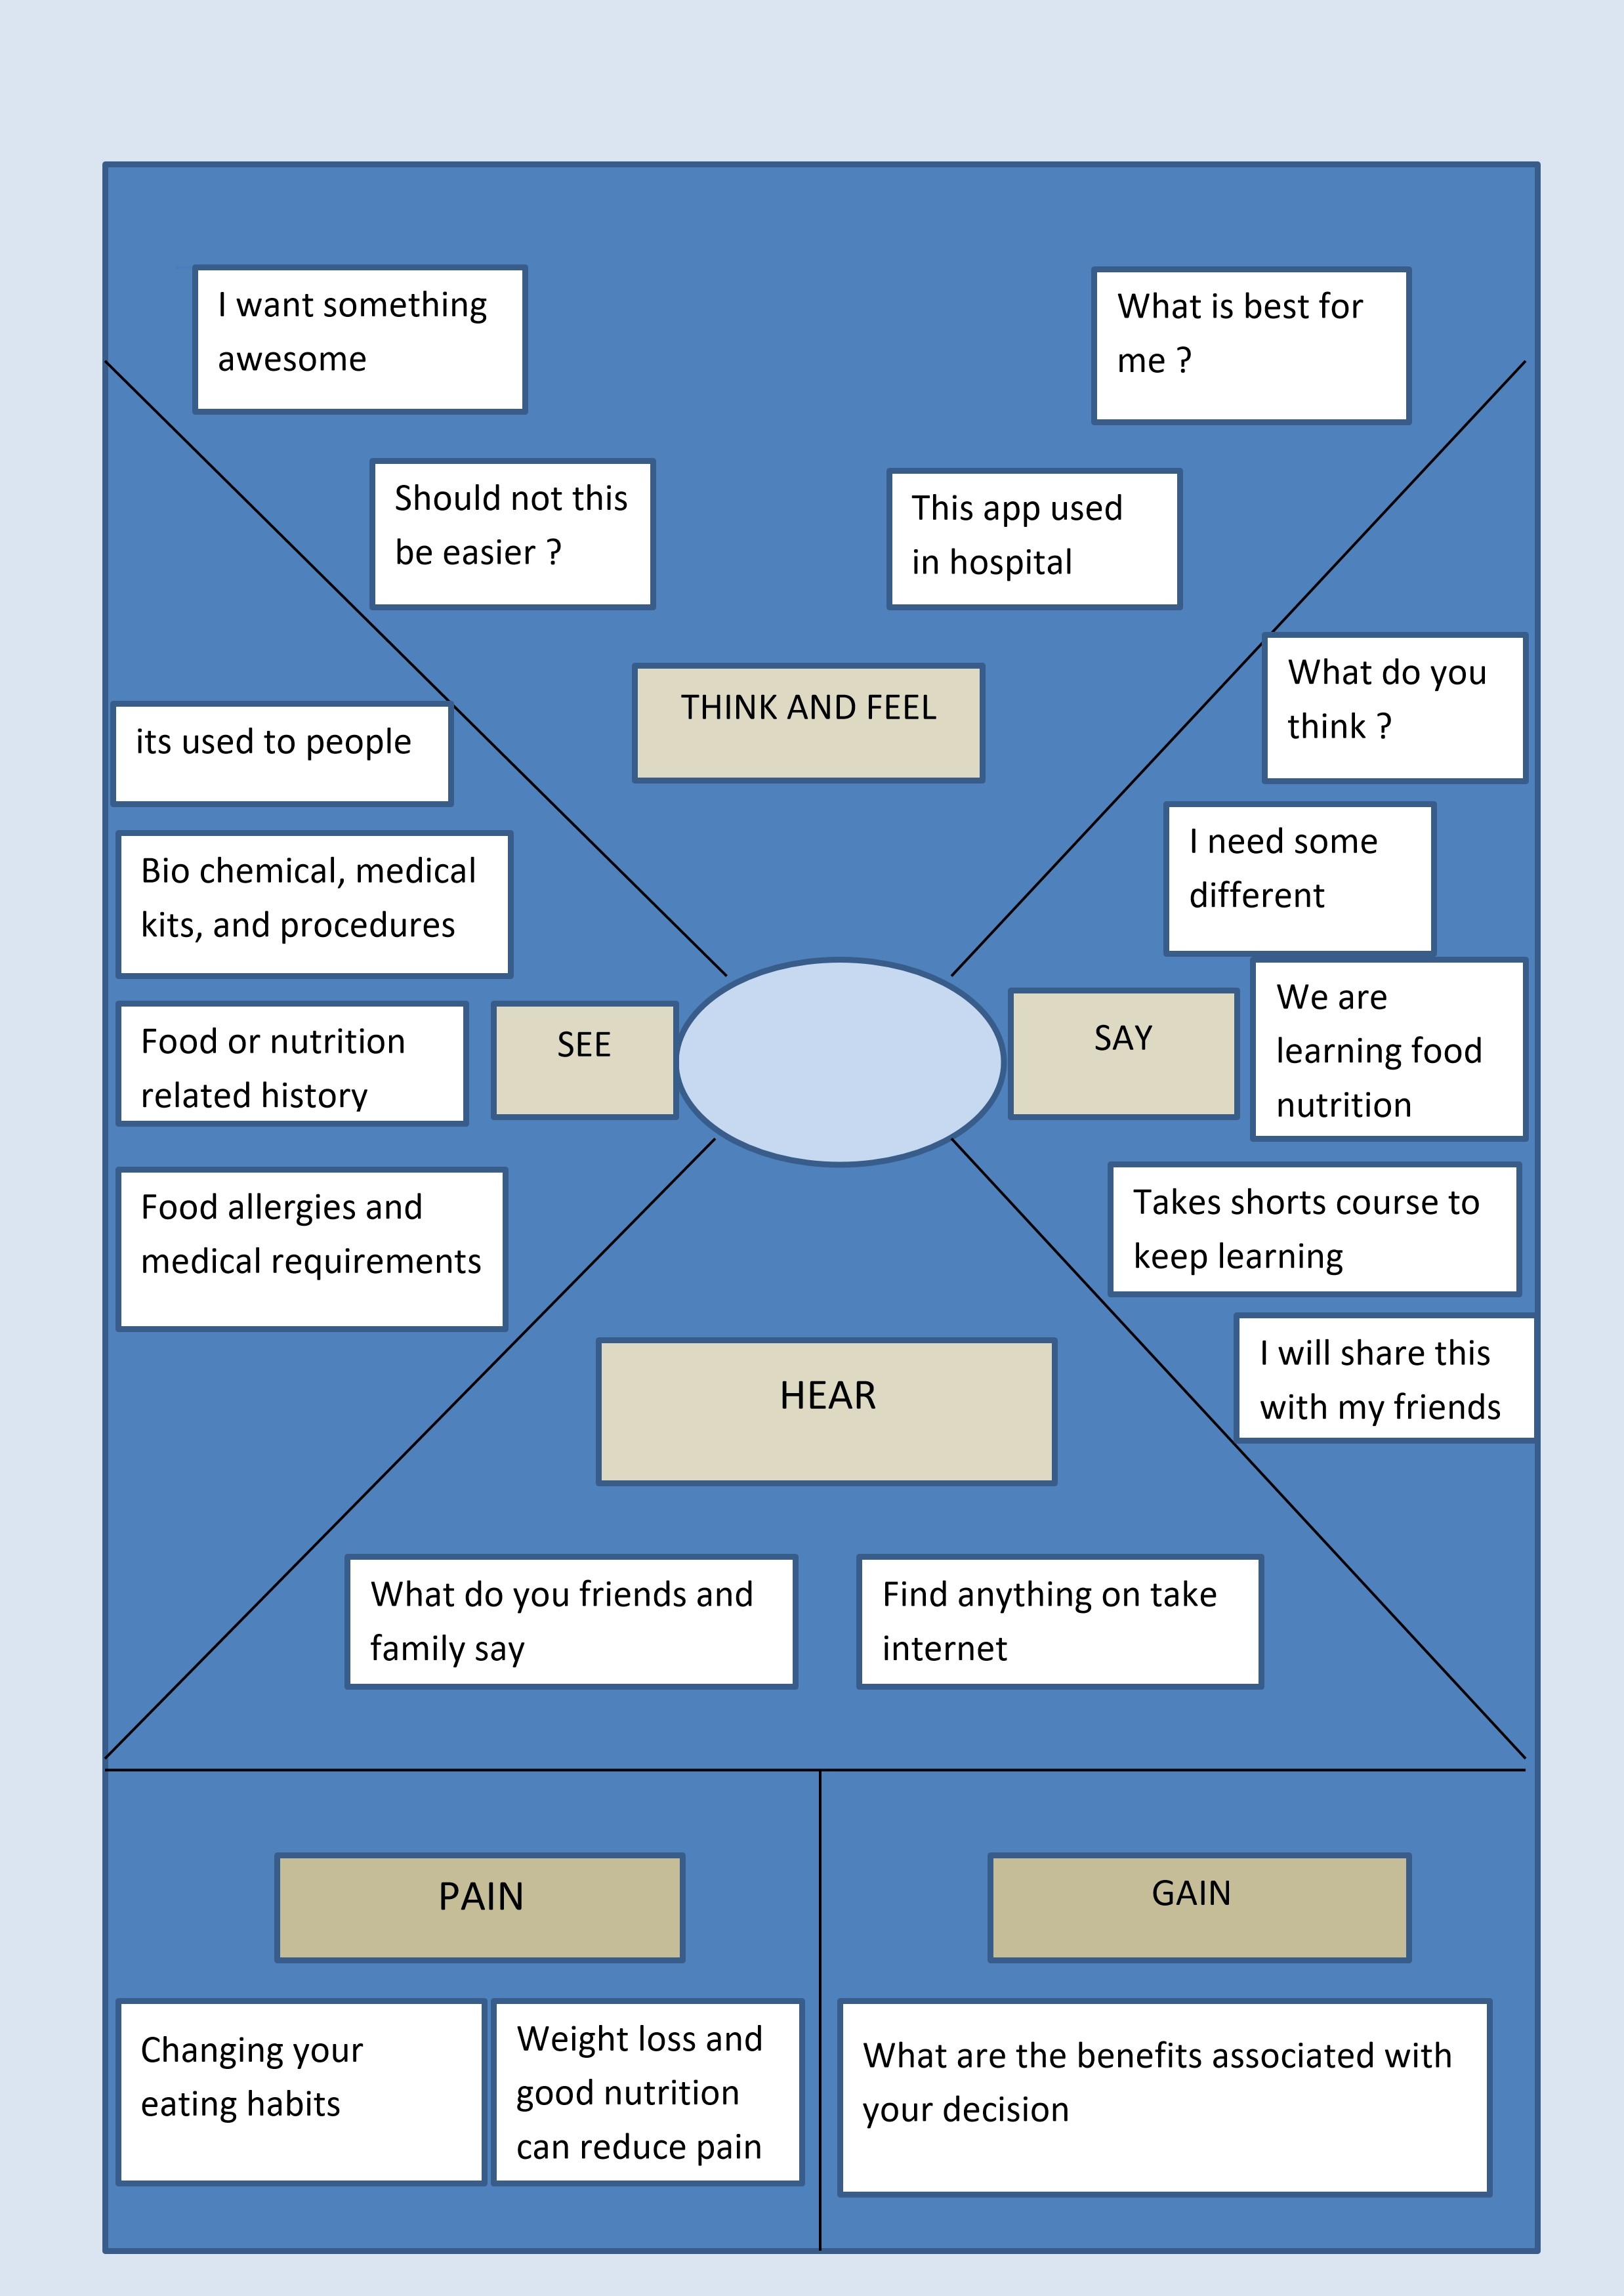 I want something
awesome
What is best for
me ?
Should not this
be easier ?
This app used
in hospital
THINK AND FEEL
What do you
think ?
its used to people
I need some
different
Bio chemical, medical
kits, and procedures
Food or nutrition
related history
SEE
SAY
We are
learning food
nutrition
Food allergies and
medical requirements
Takes shorts course to
keep learning
I will share this
with my friends
HEAR
What do you friends and
family say
Find anything on take
internet
PAIN
GAIN
Changing your
eating habits
Weight loss and
good nutrition
can reduce pain
What are the benefits associated with
your decision